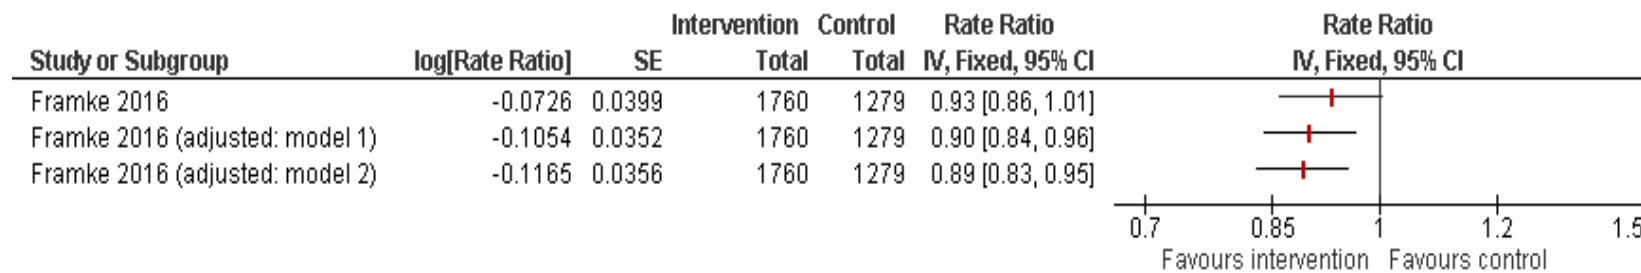 Intervention Control Rate Ratio Rate Ratio
Study or Subgroup log[Rate Ratio] SE Total Total IV, Fixed, 95% CI IV, Fixed, 95% CI
Framke 2016 -0.0726 0.0399 1760 1279 0.93 [0.86, 1.01]
Framke 2016 (adjusted: model 1) -0.1054 0.0352 1760 1279 0.90 [0.84, 0.96]
Framke 2016 (adjusted: model 2) -0.1165 0.0356 1760 1279 0.89 [0.83, 0.95]
0.7 0.85 1 1.2 1.5
Favours intervention Favours control